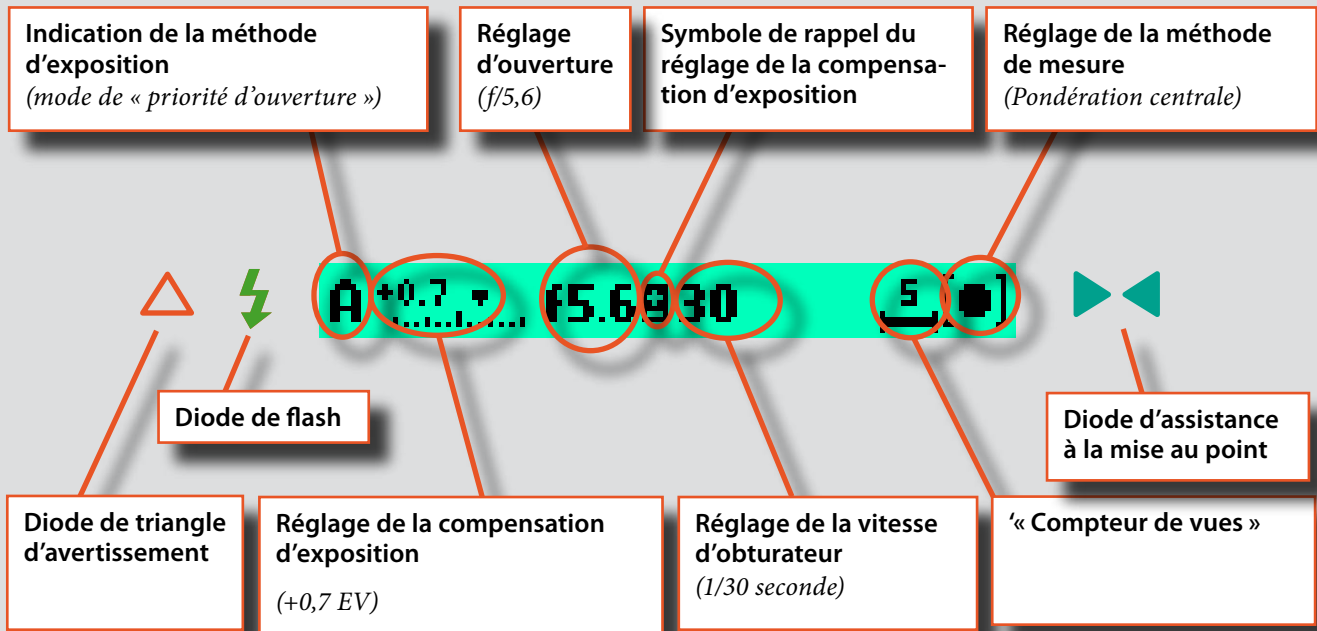 Indication de la méthode
d’exposition
(mode de « priorité d’ouverture »)
Réglage
d’ouverture
(f/5,6)
Symbole de rappel du
réglage de la compensa-
tion d’exposition
Réglage de la méthode
de mesure
(Pondération centrale)
A +0.7 f5.6 30 5
Diode de flash
Diode d’assistance
à la mise au point
Diode de triangle
d’avertissement
Réglage de la compensation
d’exposition
(+0,7 EV)
Réglage de la vitesse
d’obturateur
(1/30 seconde)
‘« Compteur de vues »